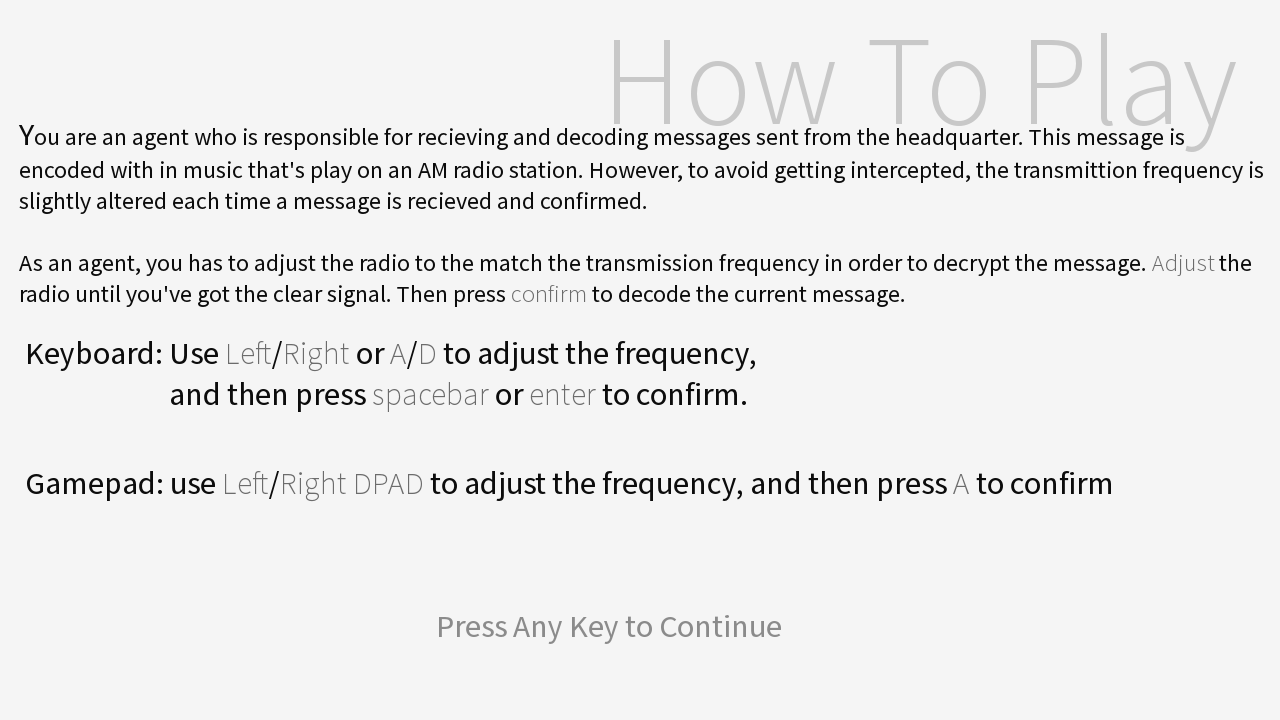 How To Play
You are an agent who is responsible for recieving and decoding messages sent from the headquarter. This message is
encoded with in music that's play on an AM radio station. However, to avoid getting intercepted, the transmittion frequency is
slightly altered each time a message is recieved and confirmed.
As an agent, you has to adjust the radio to the match the transmission frequency in order to decrypt the message. Adjust the
radio until you've got the clear signal. Then press confirm to decode the current message.
Keyboard: Use Left/Right or A/D to adjust the frequency,
and then press spacebar or enter to confirm.
Gamepad: use Left/Right DPAD to adjust the frequency, and then press A to confirm
Press Any Key to Continue